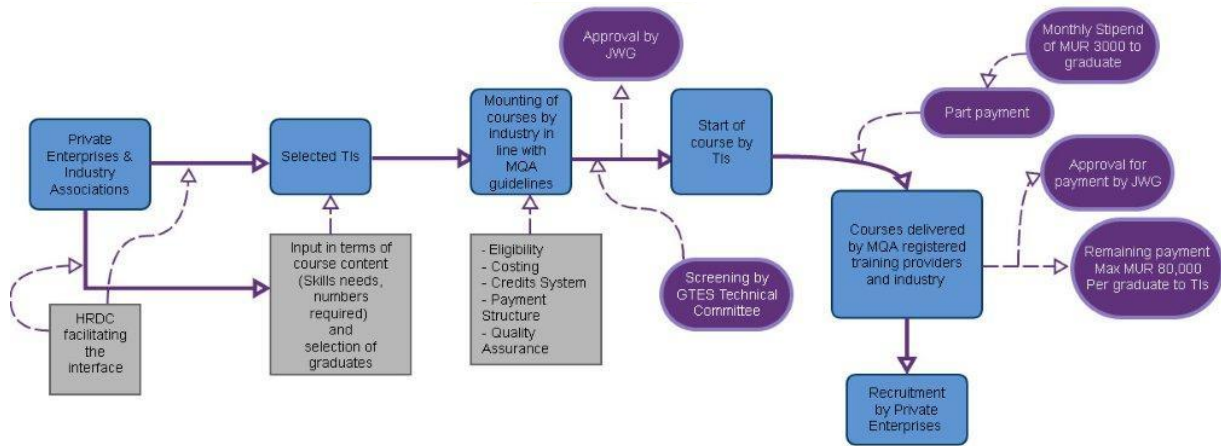 Private
Enterprises &
Industry
Associations
Selected TIs
Mounting of
courses by
industry in
line with
MQA
guidelines
Approval by
JWG
Start of
course by
TIs
Monthly Stipend
of MUR 3000 to
graduate
Part payment
Approval for
payment by JWG
Courses delivered
by MQA registered
training providers
and industry
Remaining payment
Max MUR 80,000
Per graduate to TIs
HRDC
facilitating
the
interface
Input in terms of
course content
(Skills needs,
numbers
required)
and
selection of
graduates
- Eligibility
- Costing
- Credits System
- Payment
Structure
- Quality
Assurance
Screening by
GTES Technical
Committee
Recruitment
by Private
Enterprises